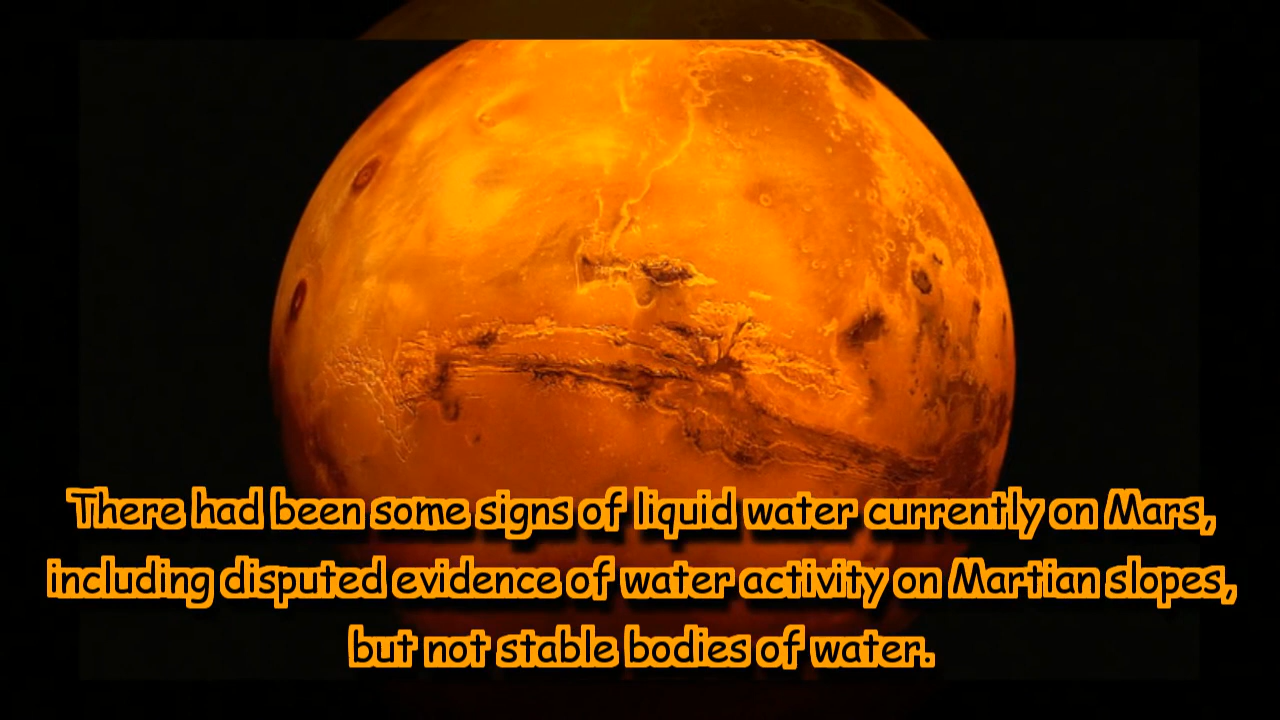 There had been some signs of liquid water currently on Mars,
including disputed evidence of water activity on Martian slopes,
but not stable bodies of water.